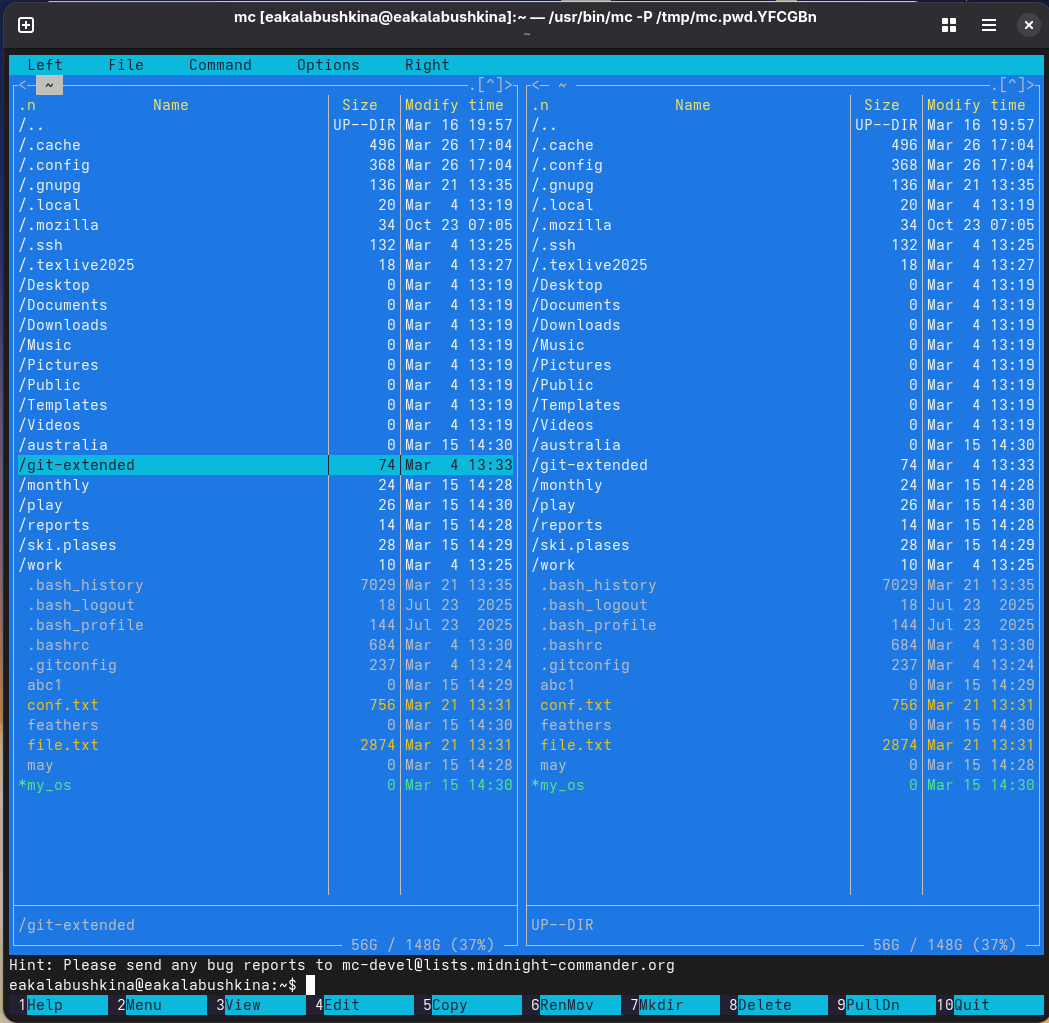 mc [eakalabushkina@eakalabushkina]:~ — /usr/bin/mc -P /tmp/mc.pwd.YFCGBn
~
Left File Command Options Right
<─ ~ .[^]> <─ ~ .[^]>
.n Name Size Modify time .n Name Size Modify time
/.. UP--DIR Mar 16 19:57 /.. UP--DIR Mar 16 19:57
/.cache 496 Mar 26 17:04 /.cache 496 Mar 26 17:04
/.config 368 Mar 26 17:04 /.config 368 Mar 26 17:04
/.gnupg 136 Mar 21 13:35 /.gnupg 136 Mar 21 13:35
/.local 20 Mar 4 13:19 /.local 20 Mar 4 13:19
/.mozilla 34 Oct 23 07:05 /.mozilla 34 Oct 23 07:05
/.ssh 132 Mar 4 13:25 /.ssh 132 Mar 4 13:25
/.texlive2025 18 Mar 4 13:27 /.texlive2025 18 Mar 4 13:27
/Desktop 0 Mar 4 13:19 /Desktop 0 Mar 4 13:19
/Documents 0 Mar 4 13:19 /Documents 0 Mar 4 13:19
/Downloads 0 Mar 4 13:19 /Downloads 0 Mar 4 13:19
/Music 0 Mar 4 13:19 /Music 0 Mar 4 13:19
/Pictures 0 Mar 4 13:19 /Pictures 0 Mar 4 13:19
/Public 0 Mar 4 13:19 /Public 0 Mar 4 13:19
/Templates 0 Mar 4 13:19 /Templates 0 Mar 4 13:19
/Videos 0 Mar 4 13:19 /Videos 0 Mar 4 13:19
/australia 0 Mar 15 14:30 /australia 0 Mar 15 14:30
/git-extended 74 Mar 4 13:33 /git-extended 74 Mar 4 13:33
/monthly 24 Mar 15 14:28 /monthly 24 Mar 15 14:28
/play 26 Mar 15 14:30 /play 26 Mar 15 14:30
/reports 14 Mar 15 14:28 /reports 14 Mar 15 14:28
/ski.plases 28 Mar 15 14:29 /ski.plases 28 Mar 15 14:29
/work 10 Mar 4 13:25 /work 10 Mar 4 13:25
.bash_history 7029 Mar 21 13:35 .bash_history 7029 Mar 21 13:35
.bash_logout 18 Jul 23 2025 .bash_logout 18 Jul 23 2025
.bash_profile 144 Jul 23 2025 .bash_profile 144 Jul 23 2025
.bashrc 684 Mar 4 13:30 .bashrc 684 Mar 4 13:30
.gitconfig 237 Mar 4 13:24 .gitconfig 237 Mar 4 13:24
abc1 0 Mar 15 14:29 abc1 0 Mar 15 14:29
conf.txt 756 Mar 21 13:31 conf.txt 756 Mar 21 13:31
feathers 0 Mar 15 14:30 feathers 0 Mar 15 14:30
file.txt 2874 Mar 21 13:31 file.txt 2874 Mar 21 13:31
may 0 Mar 15 14:28 may 0 Mar 15 14:28
*my_os 0 Mar 15 14:30 *my_os 0 Mar 15 14:30
/git-extended UP--DIR
56G / 148G (37%) 56G / 148G (37%)
Hint: Please send any bug reports to mc-devel@lists.midnight-commander.org
eakalabushkina@eakalabushkina:~$
1Help 2Menu 3View 4Edit 5Copy 6RenMov 7Mkdir 8Delete 9PullDn 10Quit